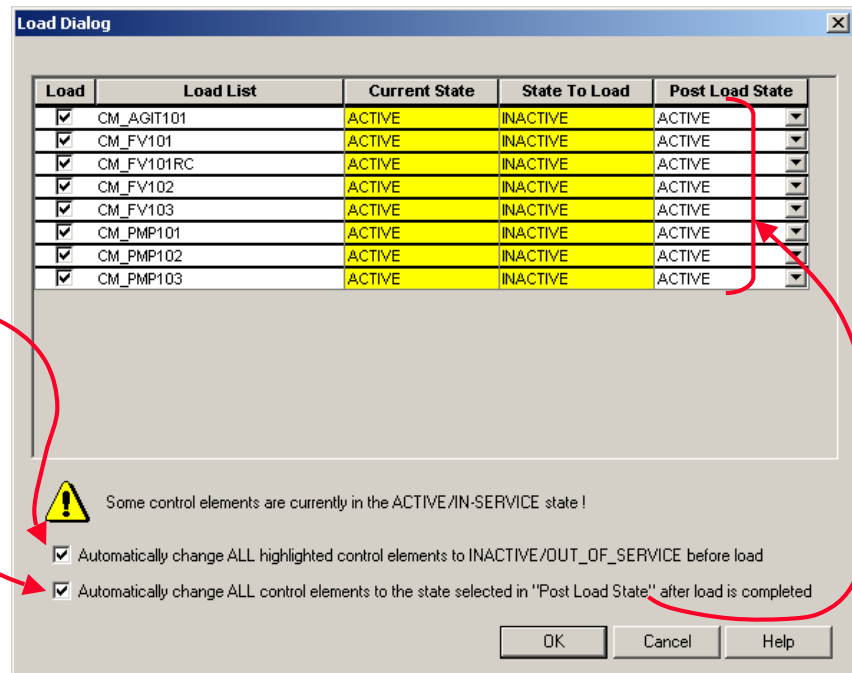 Load Dialog
Load Load List Current State State To Load Post Load State
CM_AGIT101 ACTIVE INACTIVE ACTIVE
CM_FV101 ACTIVE INACTIVE ACTIVE
CM_FV101RC ACTIVE INACTIVE ACTIVE
CM_FV102 ACTIVE INACTIVE ACTIVE
CM_FV103 ACTIVE INACTIVE ACTIVE
CM_PMP101 ACTIVE INACTIVE ACTIVE
CM_PMP102 ACTIVE INACTIVE ACTIVE
CM_PMP103 ACTIVE INACTIVE ACTIVE
Some control elements are currently in the ACTIVE/IN-SERVICE state !
Automatically change ALL highlighted control elements to INACTIVE/OUT_OF_SERVICE before load
Automatically change ALL control elements to the state selected in "Post Load State" after load is completed
OK Cancel Help